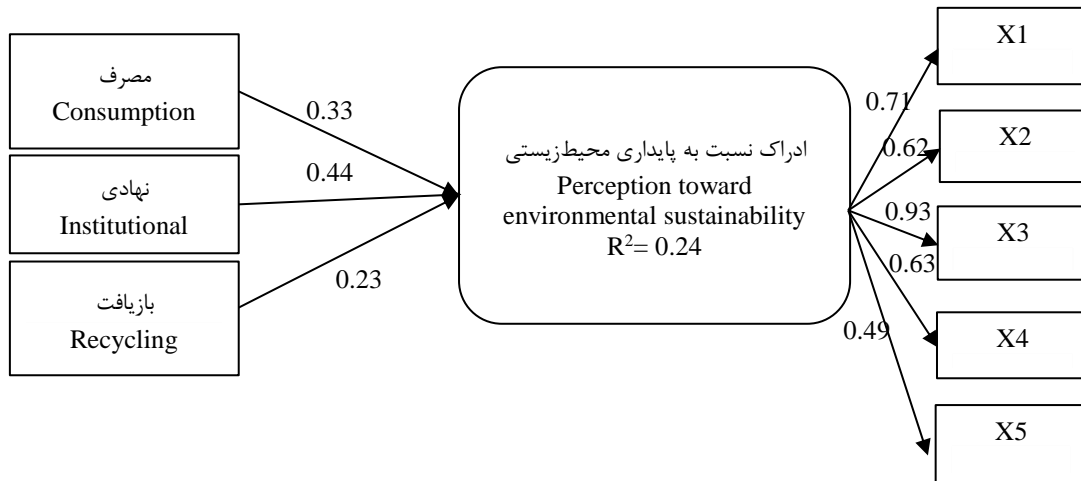 مصرف
Consumption
نهادی
Institutional
بازیافت
Recycling
0.33
0.44
0.23
ادراک نسبت به پایداری محیط‌زیستی
Perception toward
environmental sustainability
R²= 0.24
0.71
0.62
0.93
0.63
0.49
X1
X2
X3
X4
X5